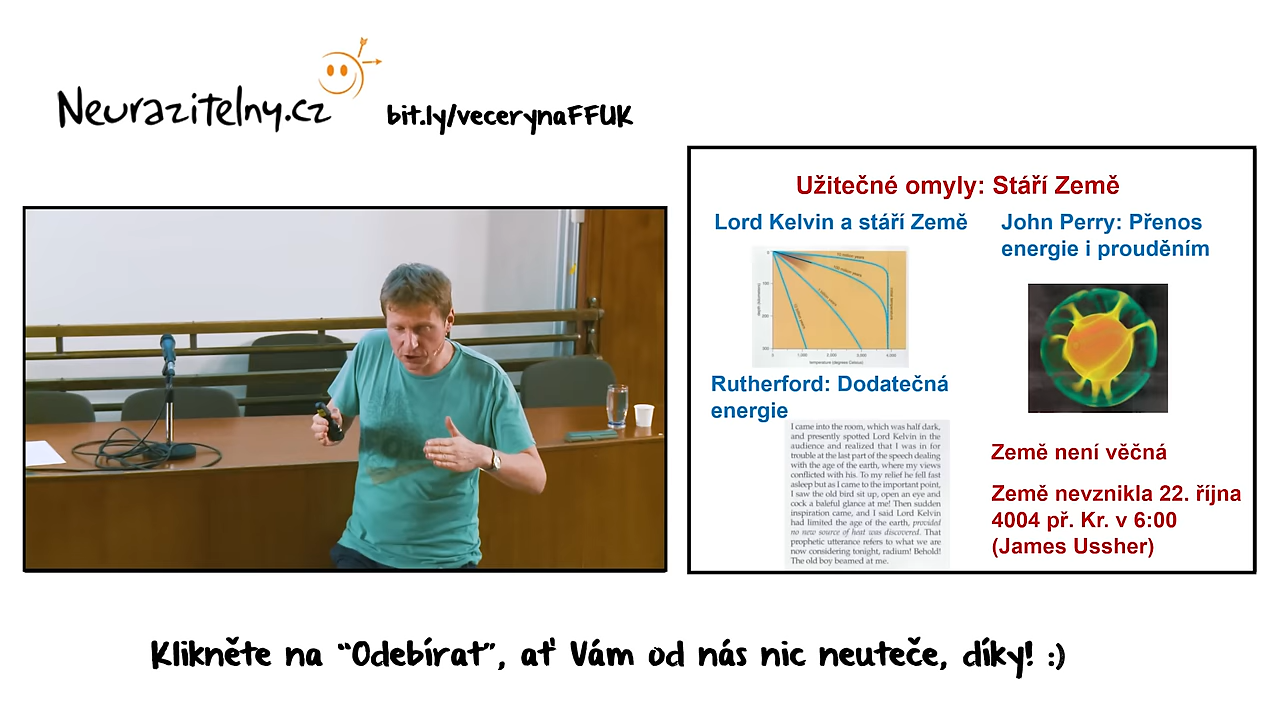 Neurazitelny.cz
bit.ly/vecerynaFFUK
Užitečné omyly: Stáří Země
Lord Kelvin a stáří Země
John Perry: Přenos
energie i prouděním
temperature (degrees Celsius)
Rutherford: Dodatečná
energie
I came into the room, which was half dark,
and presently spotted Lord Kelvin in the
audience and realized that I was in for
trouble at the last part of the speech dealing
with the age of the earth, where my views
conflicted with his. To my relief he fell fast
asleep but as I came to the important point,
I saw the old bird sit up, open an eye and
cock a baleful glance at me! Then sudden
inspiration came, and I said Lord Kelvin
had limited the age of the earth, provided
no new source of heat was discovered. That
prophetic utterance refers to what we are
now considering tonight, radium! Behold!
The old boy beamed at me.
Země není věčná
Země nevznikla 22. října
4004 př. Kr. v 6:00
(James Ussher)
Klikněte na “Odebírat”, ať Vám od nás nic neuteče, díky! :)